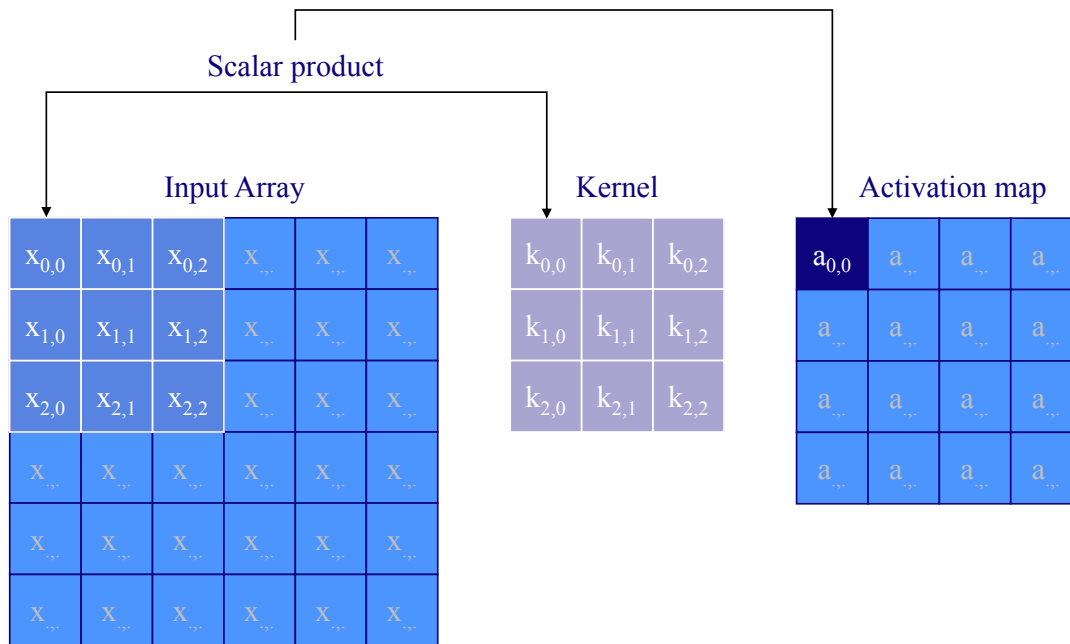 Scalar product
Input Array Kernel Activation map
x0,0 x0,1 x0,2 x.,. x.,. x.,. k0,0 k0,1 k0,2 a0,0 a.,. a.,. a.,.
x1,0 x1,1 x1,2 x.,. x.,. x.,. k1,0 k1,1 k1,2 a.,. a.,. a.,. a.,.
x2,0 x2,1 x2,2 x.,. x.,. x.,. k2,0 k2,1 k2,2 a.,. a.,. a.,. a.,.
x.,. x.,. x.,. x.,. x.,. x.,. a.,. a.,. a.,. a.,.
x.,. x.,. x.,. x.,. x.,. x.,.
x.,. x.,. x.,. x.,. x.,. x.,.